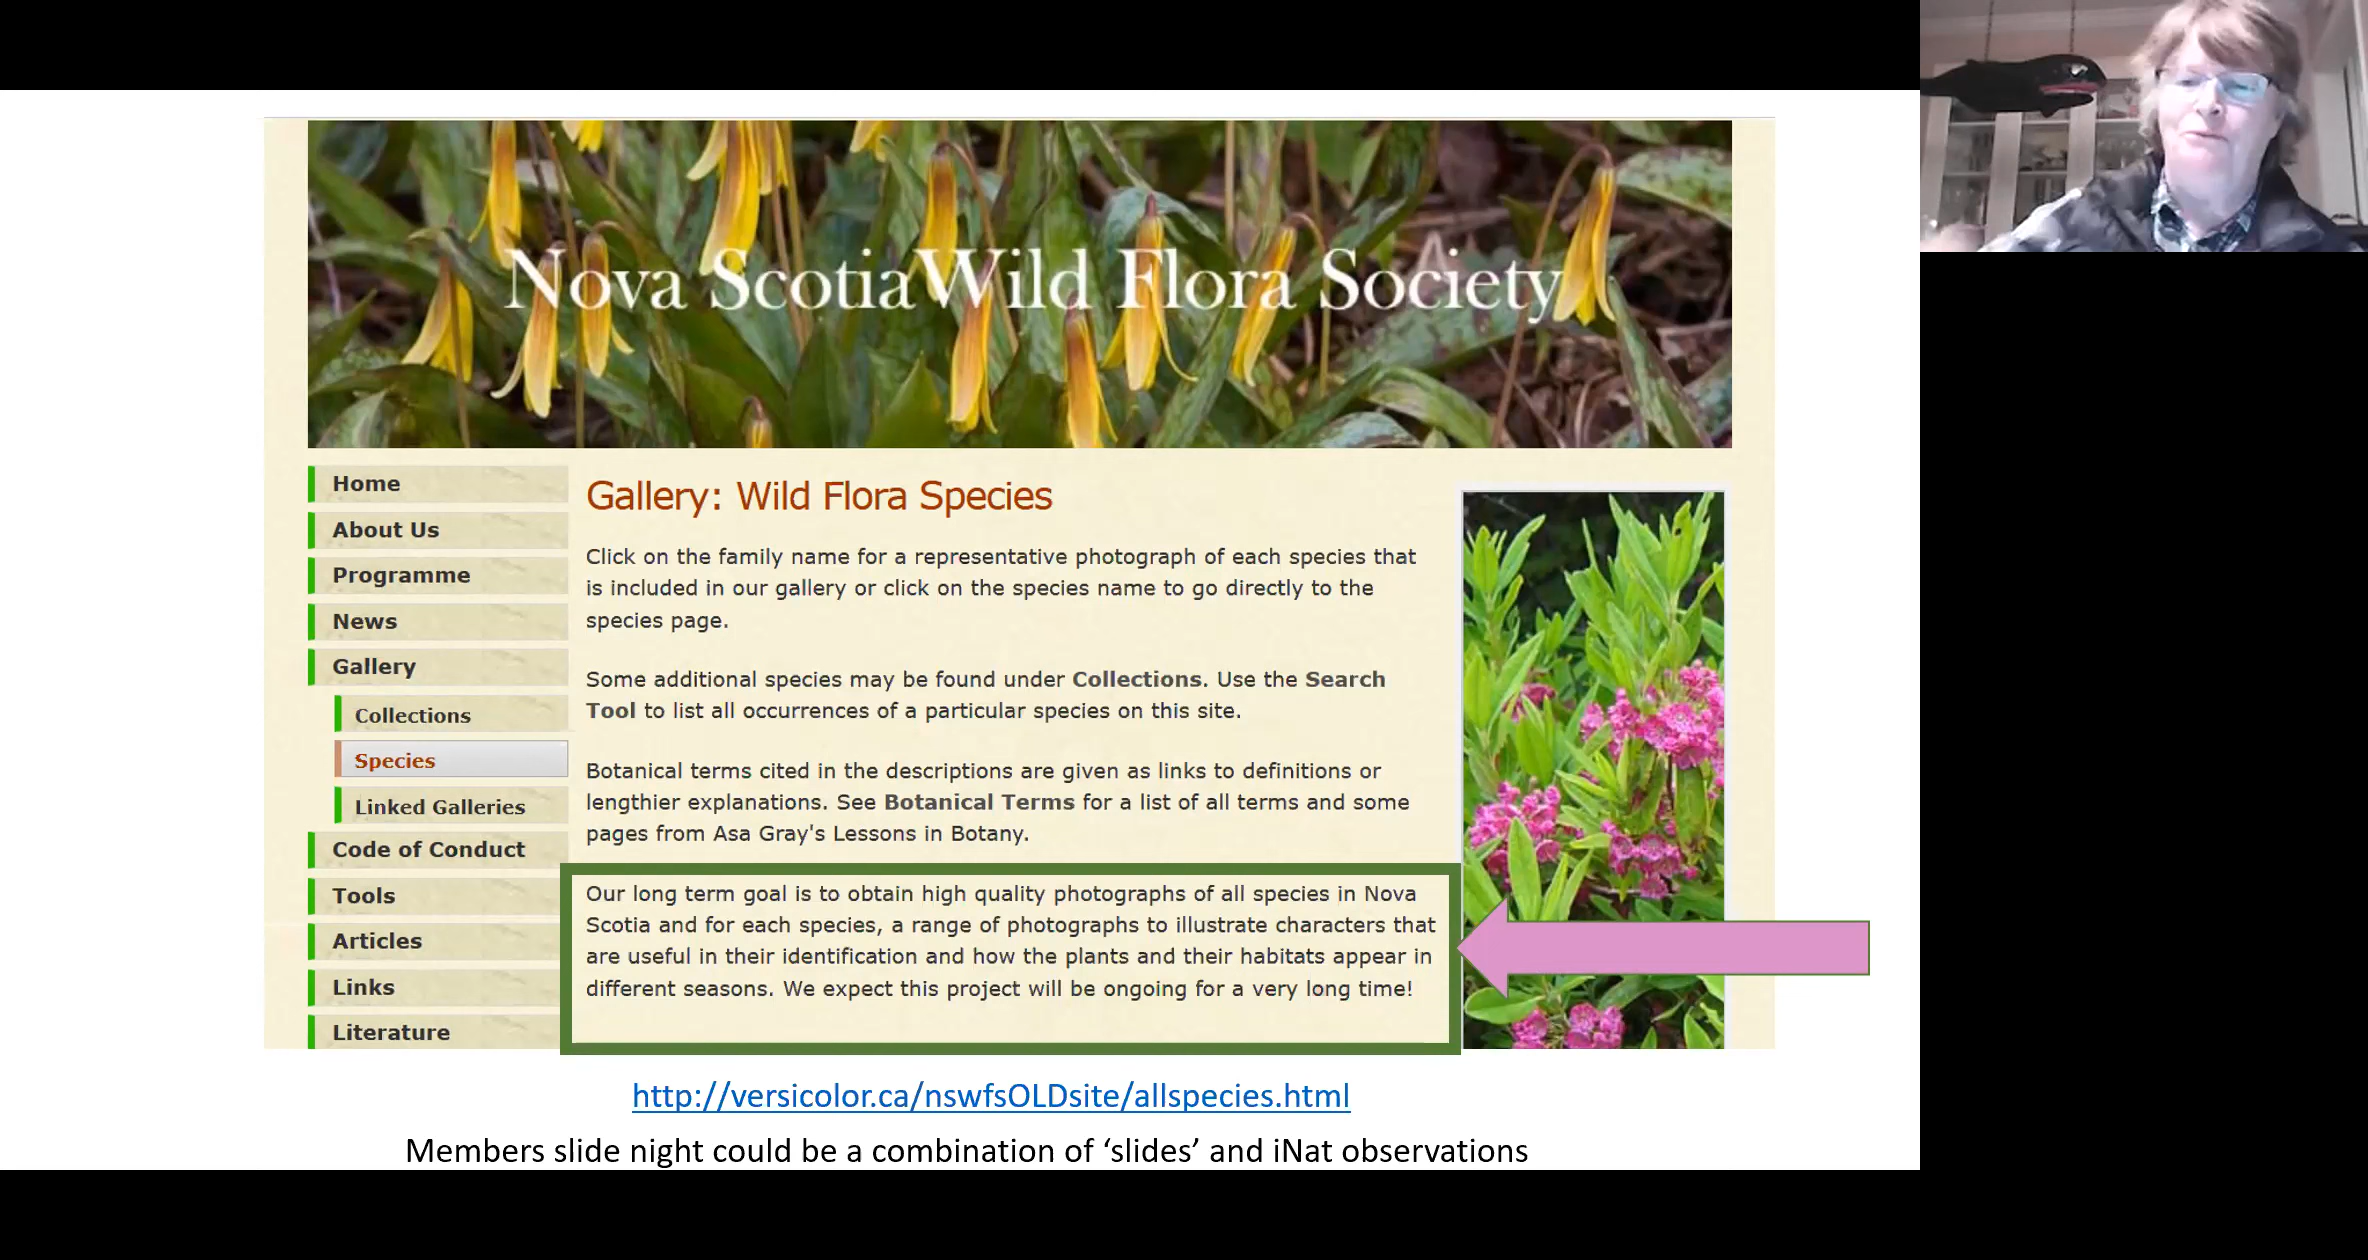 Nova Scotia Wild Flora Society
Home
About Us
Programme
News
Gallery
Collections
Species
Linked Galleries
Code of Conduct
Tools
Articles
Links
Literature
Gallery: Wild Flora Species
Click on the family name for a representative photograph of each species that
is included in our gallery or click on the species name to go directly to the
species page.
Some additional species may be found under Collections. Use the Search
Tool to list all occurrences of a particular species on this site.
Botanical terms cited in the descriptions are given as links to definitions or
lengthier explanations. See Botanical Terms for a list of all terms and some
pages from Asa Gray's Lessons in Botany.
Our long term goal is to obtain high quality photographs of all species in Nova
Scotia and for each species, a range of photographs to illustrate characters that
are useful in their identification and how the plants and their habitats appear in
different seasons. We expect this project will be ongoing for a very long time!
http://versicolor.ca/nswfsOLDsite/allspecies.html
Members slide night could be a combination of ‘slides’ and iNat observations